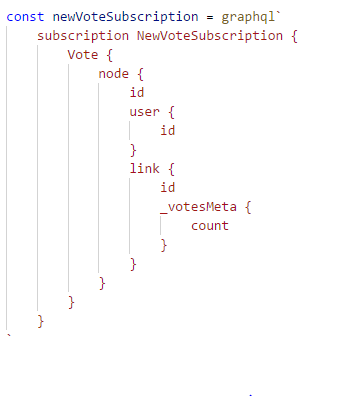 const newVoteSubscription = graphql`
    subscription NewVoteSubscription {
        Vote {
            node {
                id
                user {
                    id
                }
                link {
                    id
                    _votesMeta {
                        count
                    }
                }
            }
        }
    }
`